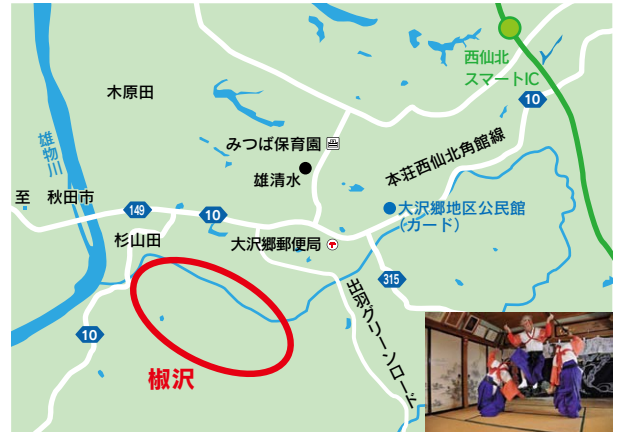 西仙北
スマートIC
木原田
10
雄物川
みつば保育園
本荘西仙北角館線
雄清水
至 秋田市
149
10
大沢郷地区公民館
(カード)
杉山田
大沢郷郵便局
315
出羽グリーンロード
10
椒沢